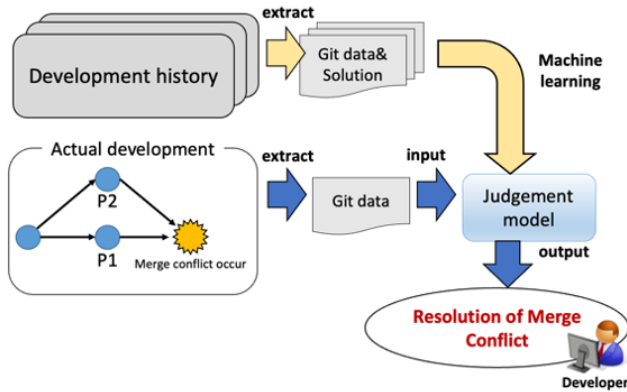 extract
Development history
Git data&
Solution
Machine
learning
Actual development
extract
input
P2
Git data
Judgement
model
P1
Merge conflict occur
output
Resolution of Merge
Conflict
Developer